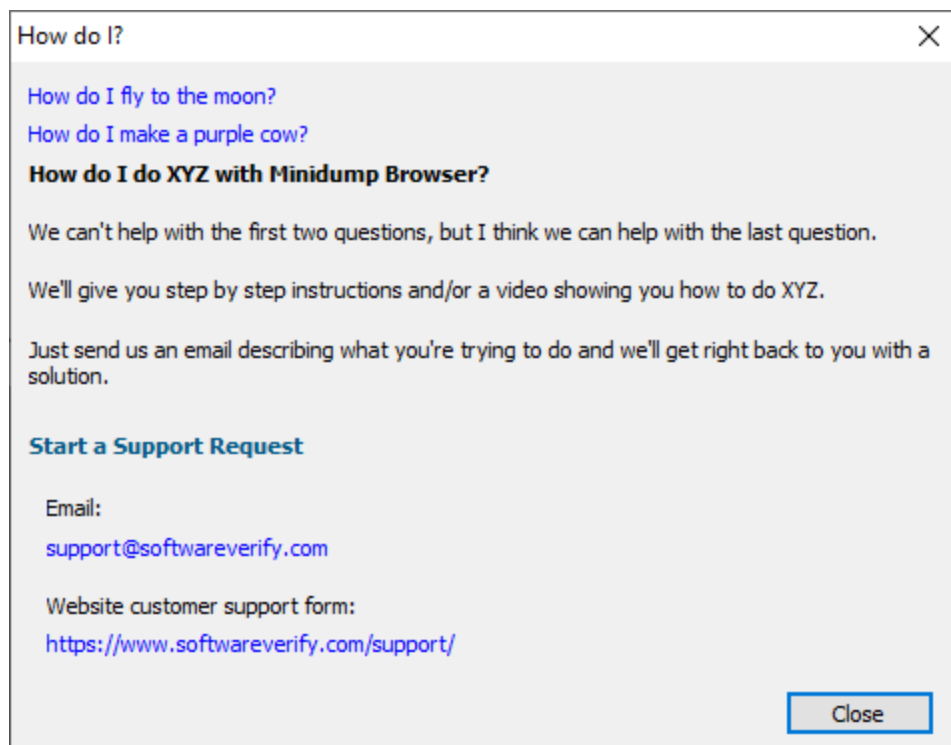 How do I?
How do I fly to the moon?
How do I make a purple cow?
How do I do XYZ with Minidump Browser?
We can't help with the first two questions, but I think we can help with the last question.
We'll give you step by step instructions and/or a video showing you how to do XYZ.
Just send us an email describing what you're trying to do and we'll get right back to you with a
solution.
Start a Support Request
Email:
support@softwareverify.com
Website customer support form:
https://www.softwareverify.com/support/
Close